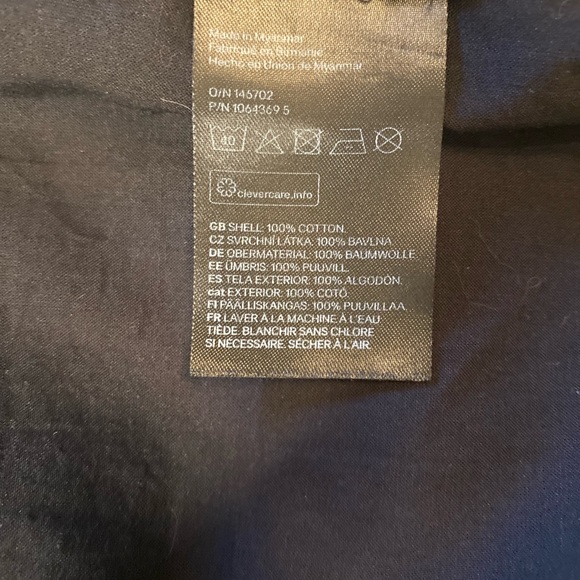 Made in Myanmar
Fabriqué en Birmanie
Hecho en Union de Myanmar
O/N 145702
P/N 1064369 5
40
clevercare.info
GB SHELL: 100% COTTON.
CZ SVRCHNÍ LÁTKA: 100% BAVLNA
DE OBERMATERIAL: 100% BAUMWOLLE.
EE ÜMBRIS: 100% PUUVILL.
ES TELA EXTERIOR: 100% ALGODÓN.
cat EXTERIOR: 100% COTÓ.
FI PÄÄLLISKANGAS: 100% PUUVILLAA.
FR LAVER À LA MACHINE À L'EAU
TIÈDE. BLANCHIR SANS CHLORE
SI NÉCESSAIRE. SÉCHER À L'AIR.